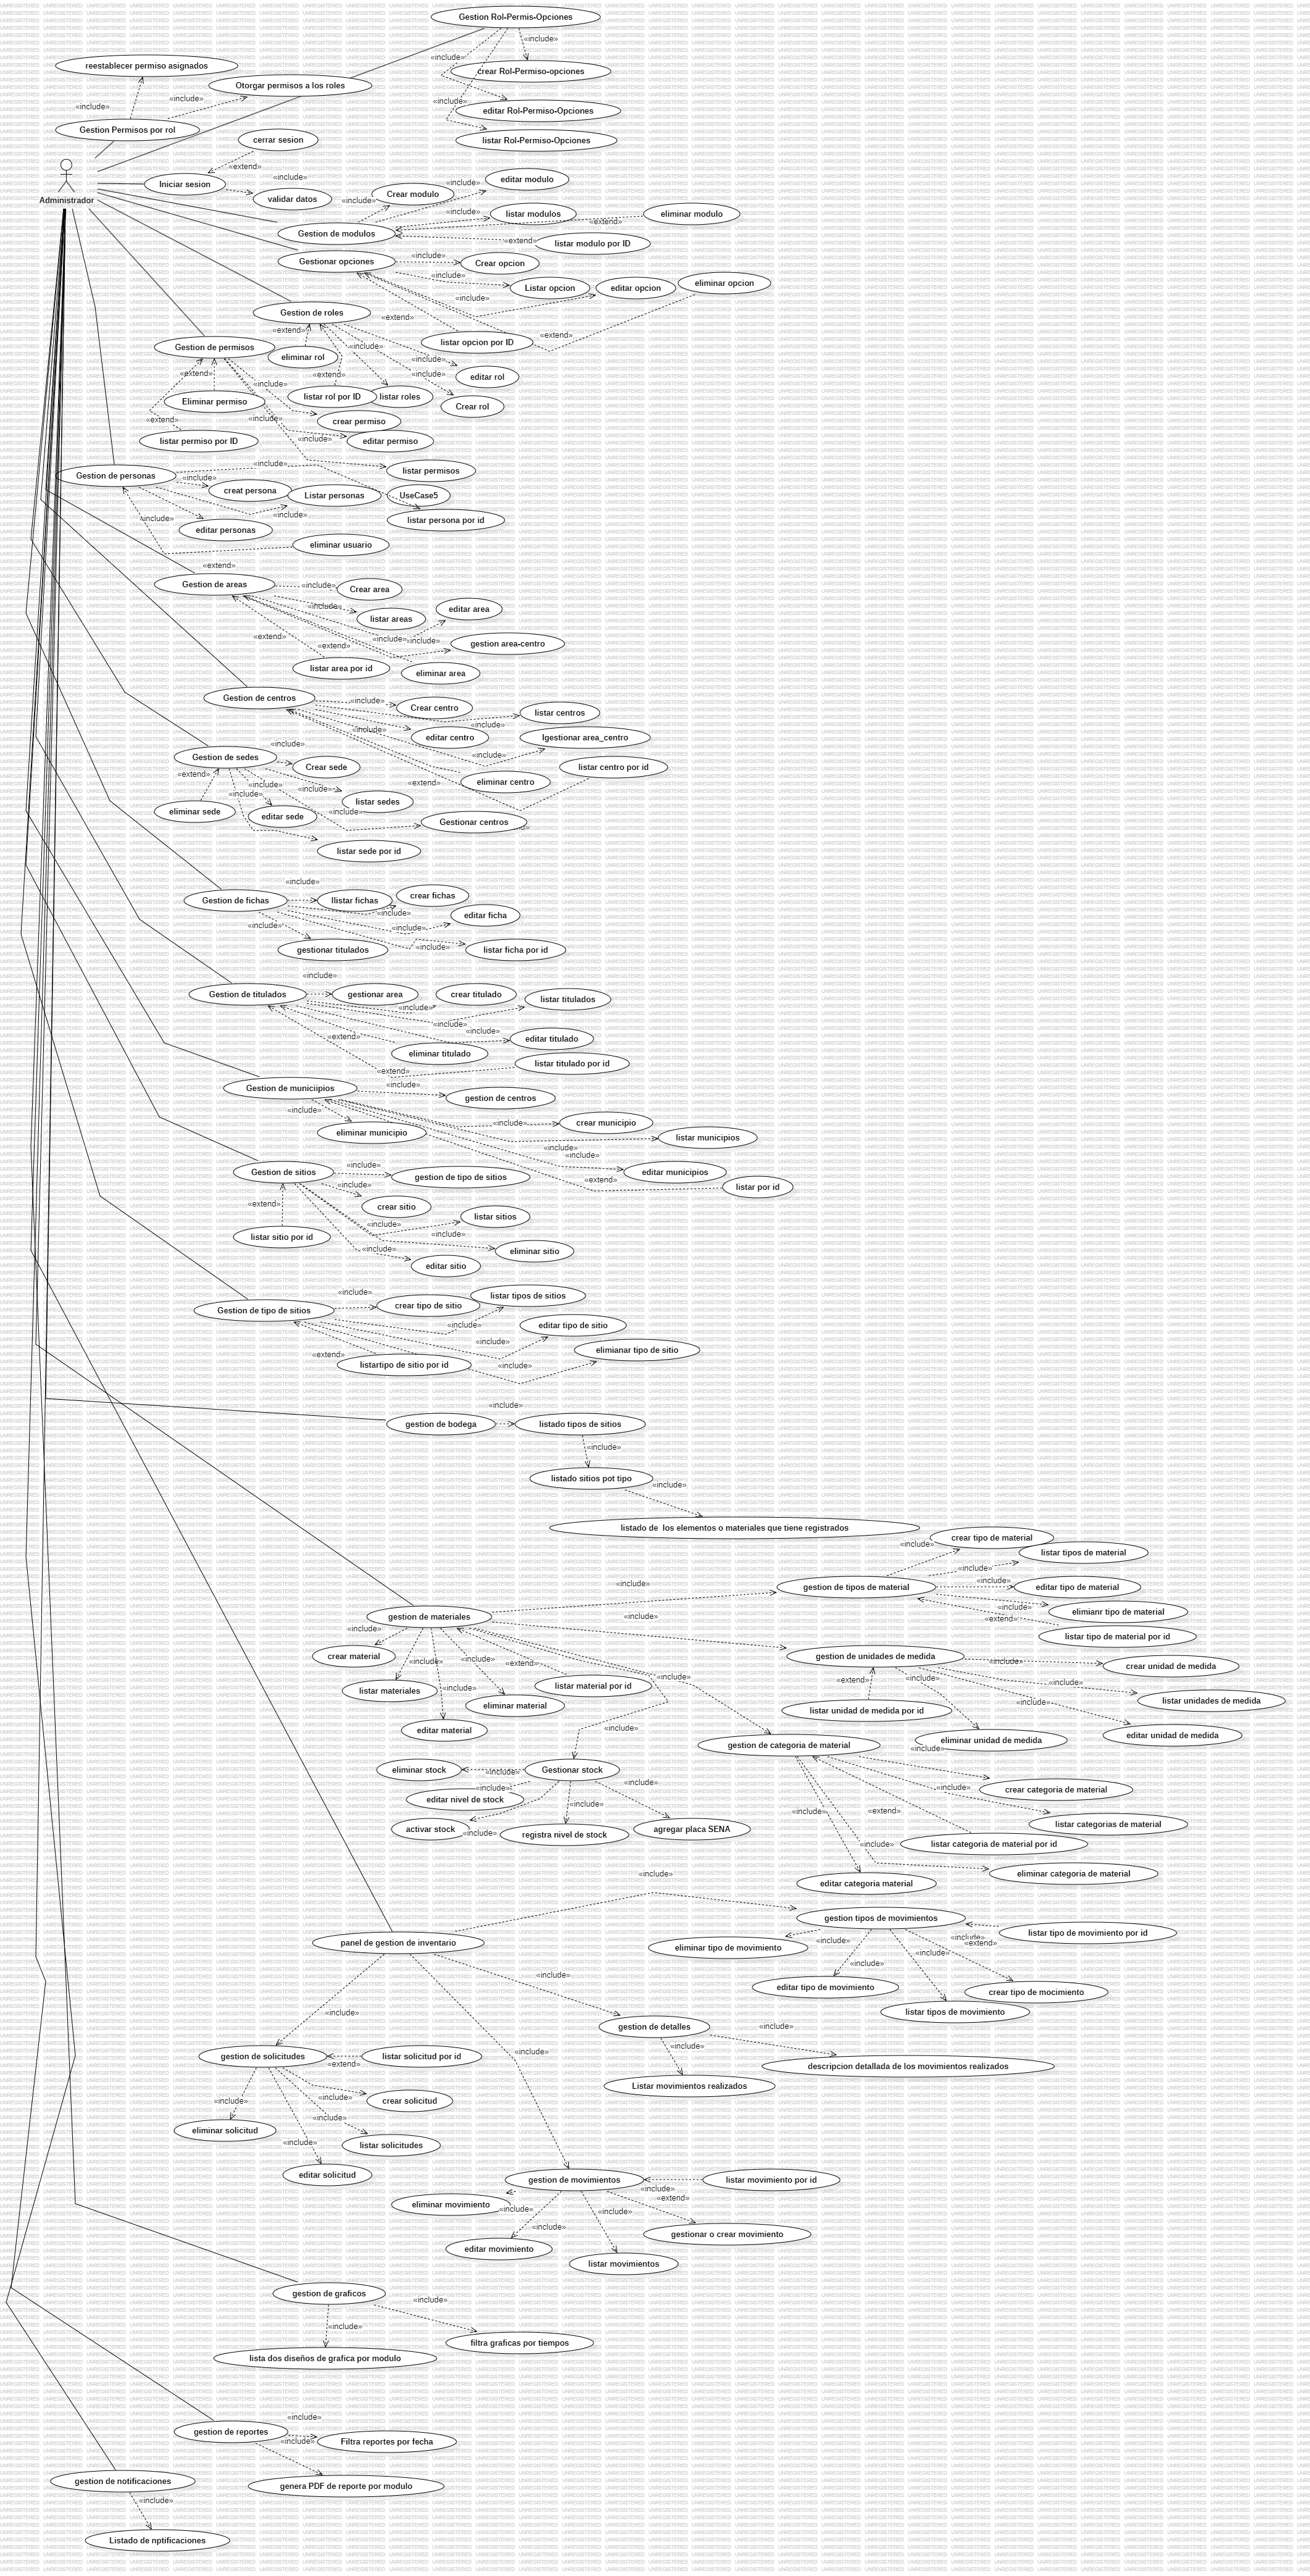 Gestion Rol-Permis-Opciones
«include»
«include»
reestablecer permiso asignados
crear Rol-Permiso-opciones
Otorgar permisos a los roles
«include»
«include»
«include»
editar Rol-Permiso-Opciones
Gestion Permisos por rol
cerrar sesion
listar Rol-Permiso-Opciones
«extend»
«include»
Iniciar sesion
editar modulo
«include»
Administrador
validar datos
Crear modulo
«include»
listar modulos
«include»
eliminar modulo
«extend»
Gestion de modulos
«extend»
listar modulo por ID
Gestionar opciones
«include»
Crear opcion
«include»
Listar opcion
editar opcion
eliminar opcion
«include»
Gestion de roles
«extend»
«extend»
«extend»
listar opcion por ID
Gestion de permisos
«include»
eliminar rol
«include»
«extend»
«extend»
«include»
editar rol
«include»
listar rol por ID
listar roles
Eliminar permiso
Crear rol
«extend»
«include»
crear permiso
listar permiso por ID
«include»
editar permiso
«include»
listar permisos
Gestion de personas
«include»
creat persona
Listar personas
UseCase5
«include»
«include»
listar persona por id
editar personas
eliminar usuario
«extend»
Gestion de areas
«include»
Crear area
«include»
editar area
listar areas
«extend»
«include»
«include»
gestion area-centro
«extend»
listar area por id
eliminar area
Gestion de centros
«include»
Crear centro
listar centros
«include»
«include»
editar centro
lgestionar area_centro
«include»
Gestion de sedes
«include»
Crear sede
listar centro por id
«extend»
«include»
«extend»
eliminar centro
«include»
«include»
listar sedes
eliminar sede
«include»
editar sede
Gestionar centros
listar sede por id
«include»
Gestion de fichas
llistar fichas
crear fichas
«include»
editar ficha
«include»
«include»
gestionar titulados
«include»
listar ficha por id
«include»
Gestion de titulados
gestionar area
crear titulado
listar titulados
«include»
«include»
«include»
«extend»
editar titulado
eliminar titulado
listar titulado por id
«extend»
«include»
Gestion de municiipios
gestion de centros
«include»
«include»
crear municipio
eliminar municipio
listar municipios
«include»
«include»
«include»
Gestion de sitios
gestion de tipo de sitios
editar municipios
«extend»
«include»
listar por id
«extend»
crear sitio
listar sitios
«include»
listar sitio por id
«include»
«include»
eliminar sitio
editar sitio
«include»
listar tipos de sitios
Gestion de tipo de sitios
crear tipo de sitio
«include»
editar tipo de sitio
«include»
«extend»
elimianar tipo de sitio
listartipo de sitio por id
«include»
«include»
gestion de bodega
listado tipos de sitios
«include»
listado sitios pot tipo
«include»
listado de los elementos o materiales que tiene registrados
crear tipo de material
«include»
listar tipos de material
«include»
«include»
gestion de tipos de material
«include»
editar tipo de material
«include»
elimianr tipo de material
gestion de materiales
«include»
«extend»
«include»
listar tipo de material por id
crear material
«include»
«include»
«extend»
gestion de unidades de medida
«include»
crear unidad de medida
«include»
«extend»
«include»
«include»
listar materiales
«include»
listar material por id
listar unidades de medida
eliminar material
listar unidad de medida por id
«include»
editar material
«include»
eliminar unidad de medida
editar unidad de medida
gestion de categoria de material
«include»
eliminar stock
«include»
Gestionar stock
«include»
«include»
«include»
crear categoria de material
editar nivel de stock
«include»
«include»
«extend»
listar categorias de material
activar stock
«include»
registra nivel de stock
agregar placa SENA
«include»
listar categoria de material por id
eliminar categoria de material
«include»
editar categoria material
gestion tipos de movimientos
panel de gestion de inventario
listar tipo de movimiento por id
eliminar tipo de movimiento
«include»
«include»
«extend»
«include»
«include»
«include»
editar tipo de movimiento
crear tipo de mocimiento
«include»
listar tipos de movimiento
gestion de detalles
«include»
«include»
«include»
gestion de solicitudes
«extend»
listar solicitud por id
descripcion detallada de los movimientos realizados
Listar movimientos realizados
«include»
«include»
crear solicitud
eliminar solicitud
«include»
listar solicitudes
«include»
editar solicitud
gestion de movimientos
listar movimiento por id
«include»
«extend»
eliminar movimiento
«include»
«include»
«include»
gestionar o crear movimiento
editar movimiento
listar movimientos
gestion de graficos
«include»
«include»
filtra graficas por tiempos
lista dos diseños de grafica por modulo
«include»
gestion de reportes
«include»
Filtra reportes por fecha
gestion de notificaciones
genera PDF de reporte por modulo
«include»
Listado de nptificaciones
UNREGISTERED